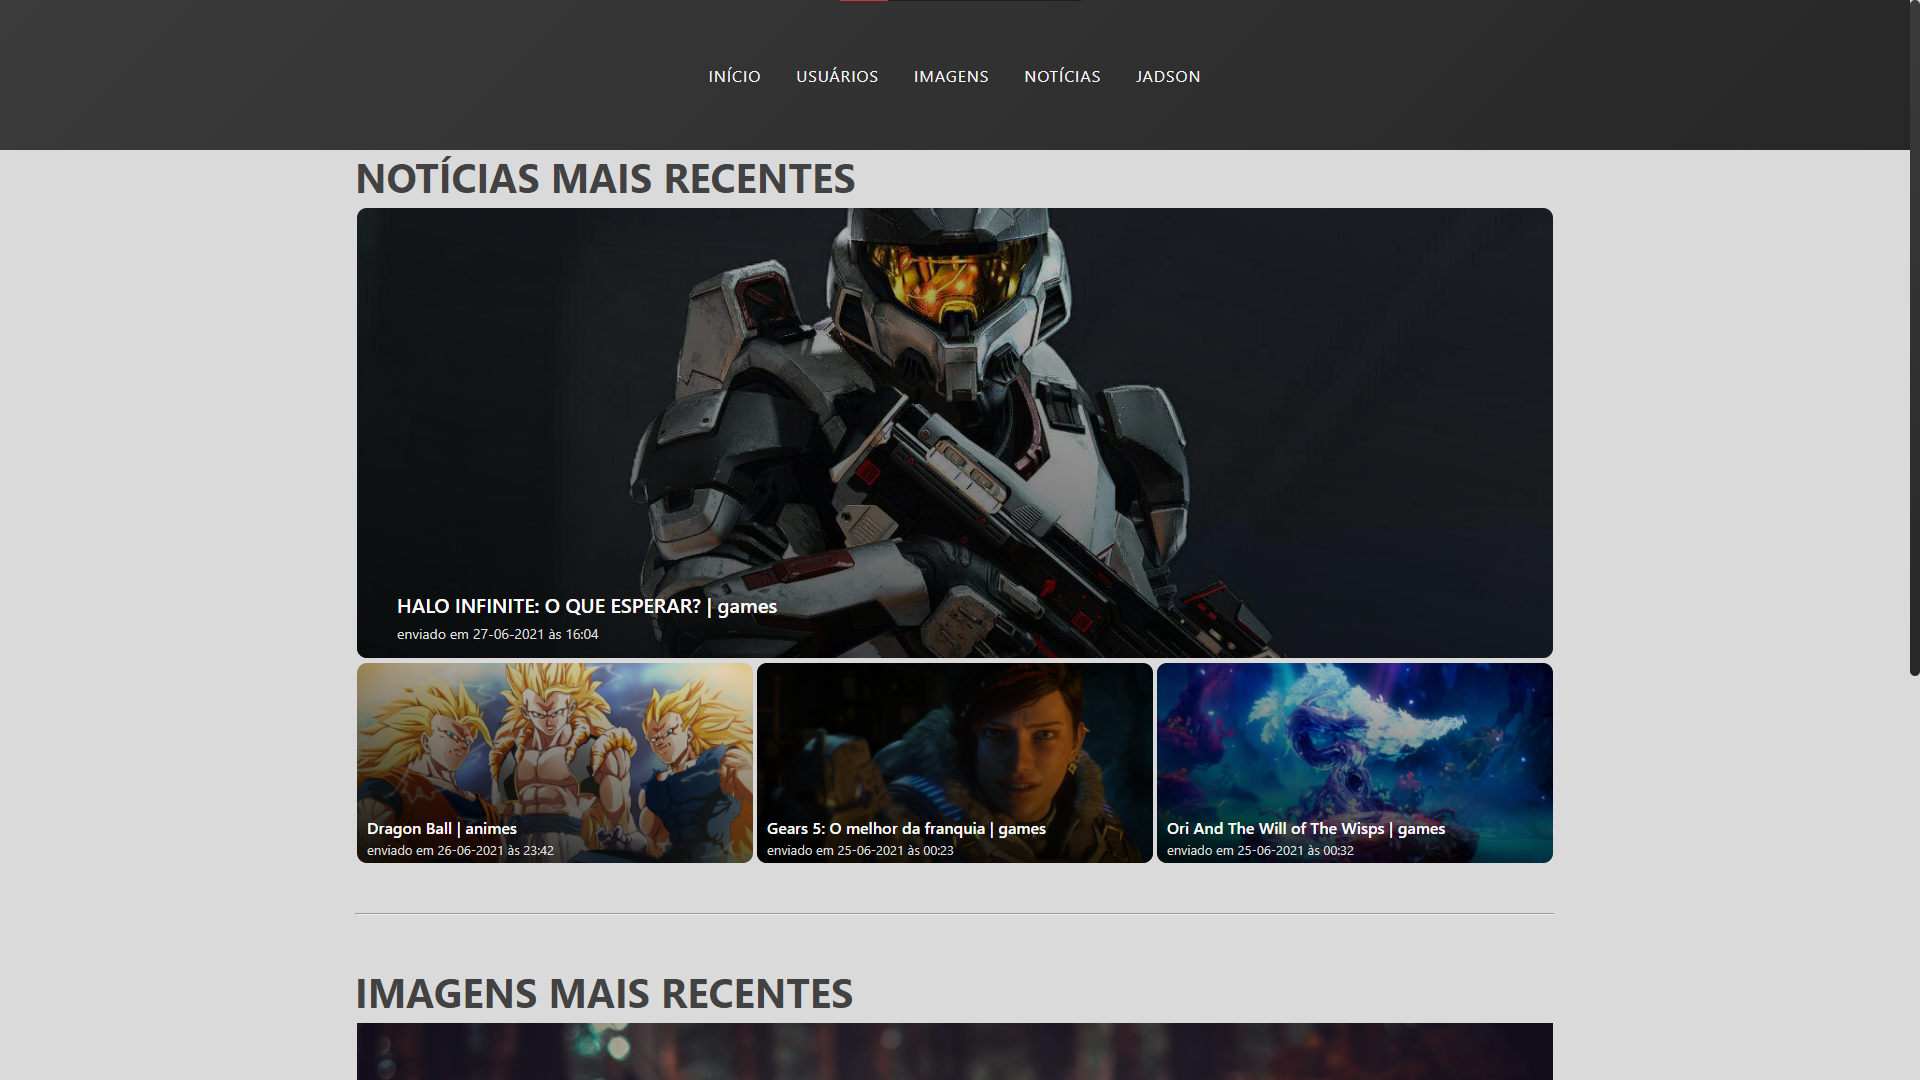 INÍCIO USUÁRIOS IMAGENS NOTÍCIAS JADSON
NOTÍCIAS MAIS RECENTES
HALO INFINITE: O QUE ESPERAR? | games
enviado em 27-06-2021 às 16:04
Dragon Ball | animes
enviado em 26-06-2021 às 23:42
Gears 5: O melhor da franquia | games
enviado em 25-06-2021 às 00:23
Ori And The Will of The Wisps | games
enviado em 25-06-2021 às 00:32
IMAGENS MAIS RECENTES